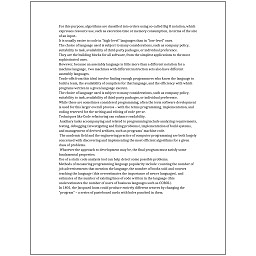 For this purpose, algorithms are classified into orders using so-called Big O notation, which
expresses resource use, such as execution time or memory consumption, in terms of the size
of an input.
It is usually easier to code in "high-level" languages than in "low-level" ones.
The choice of language used is subject to many considerations, such as company policy,
suitability to task, availability of third-party packages, or individual preference.
They are the building blocks for all software, from the simplest applications to the most
sophisticated ones.
However, because an assembly language is little more than a different notation for a
machine language, two machines with different instruction sets also have different
assembly languages.
Trade-offs from this ideal involve finding enough programmers who know the language to
build a team, the availability of compilers for that language, and the efficiency with which
programs written in a given language execute.
The choice of language used is subject to many considerations, such as company policy,
suitability to task, availability of third-party packages, or individual preference.
While these are sometimes considered programming, often the term software development
is used for this larger overall process – with the terms programming, implementation, and
coding reserved for the writing and editing of code per se.
Techniques like Code refactoring can enhance readability.
Auxiliary tasks accompanying and related to programming include analyzing requirements,
testing, debugging (investigating and fixing problems), implementation of build systems,
and management of derived artifacts, such as programs' machine code.
The academic field and the engineering practice of computer programming are both largely
concerned with discovering and implementing the most efficient algorithms for a given
class of problems.
Whatever the approach to development may be, the final program must satisfy some
fundamental properties.
Use of a static code analysis tool can help detect some possible problems.
Methods of measuring programming language popularity include: counting the number of
job advertisements that mention the language, the number of books sold and courses
teaching the language (this overestimates the importance of newer languages), and
estimates of the number of existing lines of code written in the language (this
underestimates the number of users of business languages such as COBOL).
In 1801, the Jacquard loom could produce entirely different weaves by changing the
"program" – a series of pasteboard cards with holes punched in them.